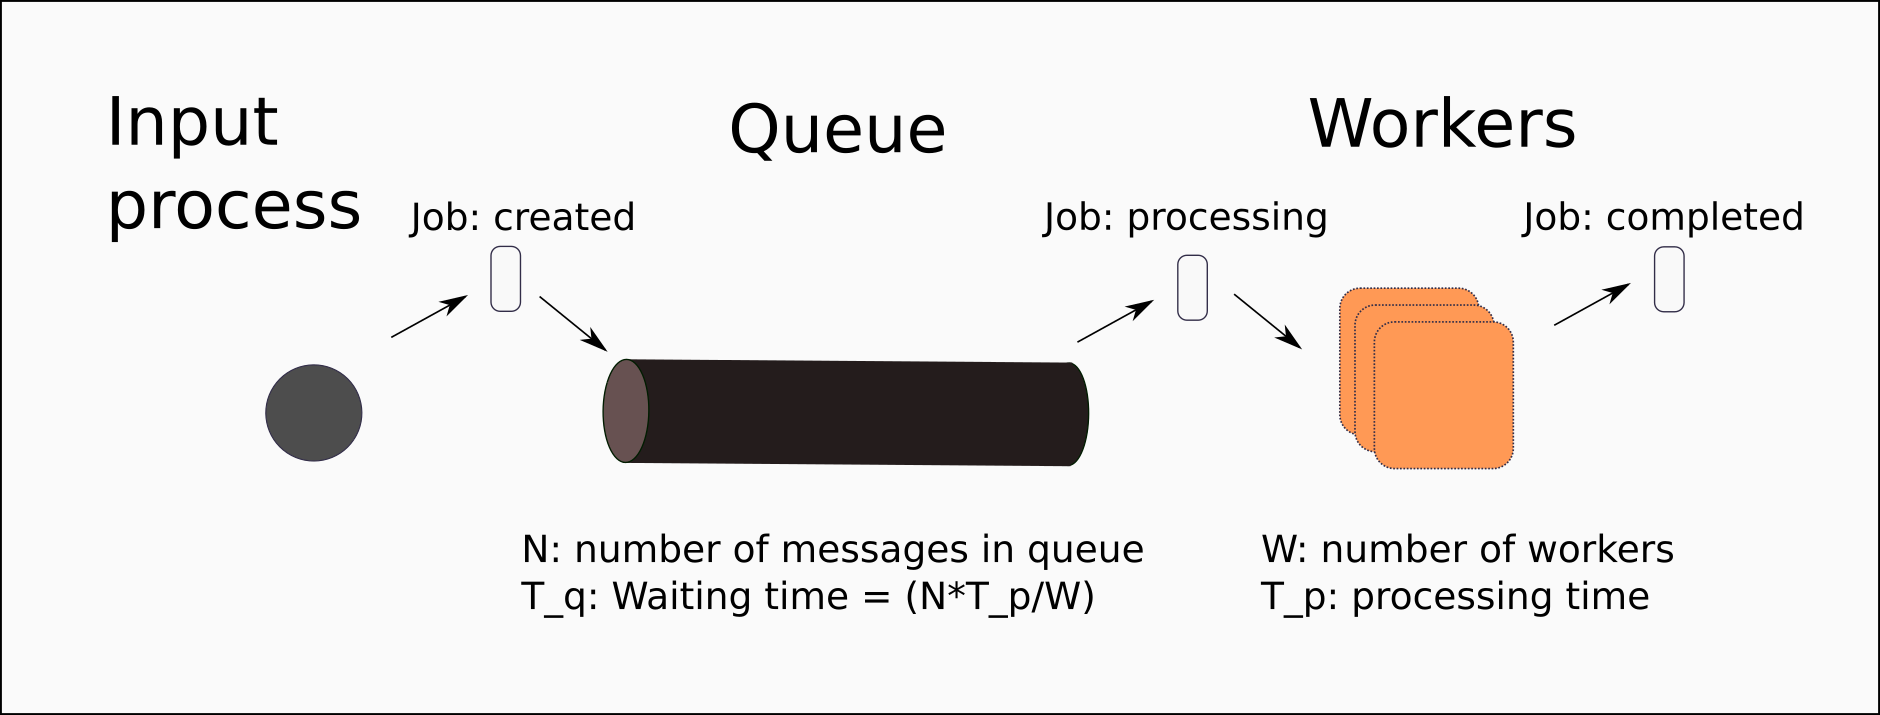 Input
process
Queue
Workers
Job: created
Job: processing
Job: completed
N: number of messages in queue
T_q: Waiting time = (N*T_p/W)
W: number of workers
T_p: processing time